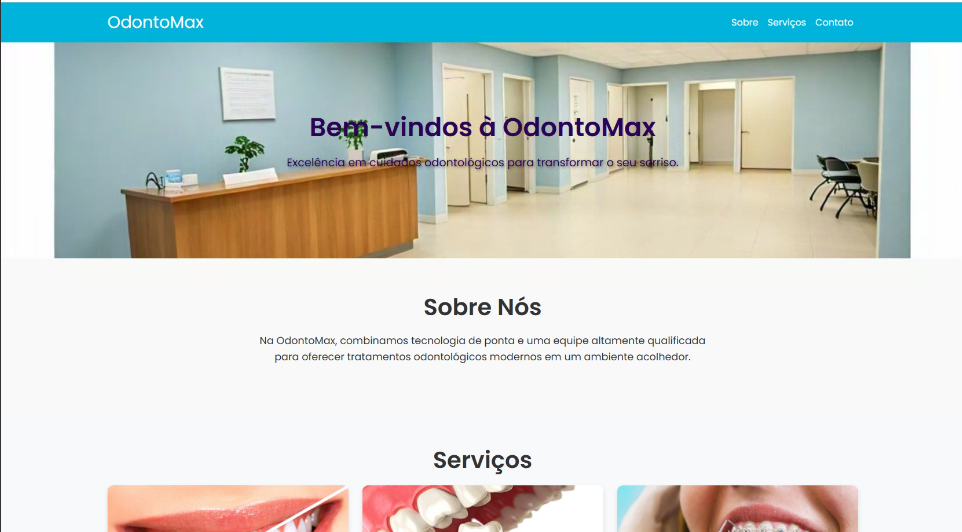 OdontoMax
Sobre Serviços Contato
Bem-vindos à OdontoMax
Excelência em cuidados odontológicos para transformar o seu sorriso.
Sobre Nós
Na OdontoMax, combinamos tecnologia de ponta e uma equipe altamente qualificada
para oferecer tratamentos odontológicos modernos em um ambiente acolhedor.
Serviços